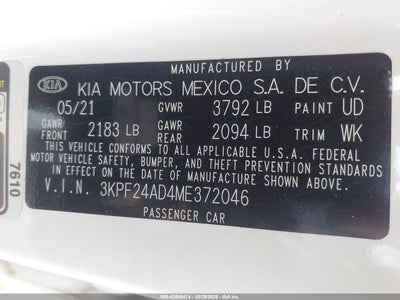 MANUFACTURED BY
KIA KIA MOTORS MEXICO S.A. DE C.V.
05/21 GVWR 3792 LB PAINT UD
GAWR FRONT 2183 LB GAWR REAR 2094 LB TRIM WK
THIS VEHICLE CONFORMS TO ALL APPLICABLE U.S.A. FEDERAL
MOTOR VEHICLE SAFETY, BUMPER, AND THEFT PREVENTION STANDARDS
IN EFFECT ON THE DATE OF MANUFACTURE SHOWN ABOVE.
V.I.N. 3KPF24AD4ME372046
PASSENGER CAR
7610